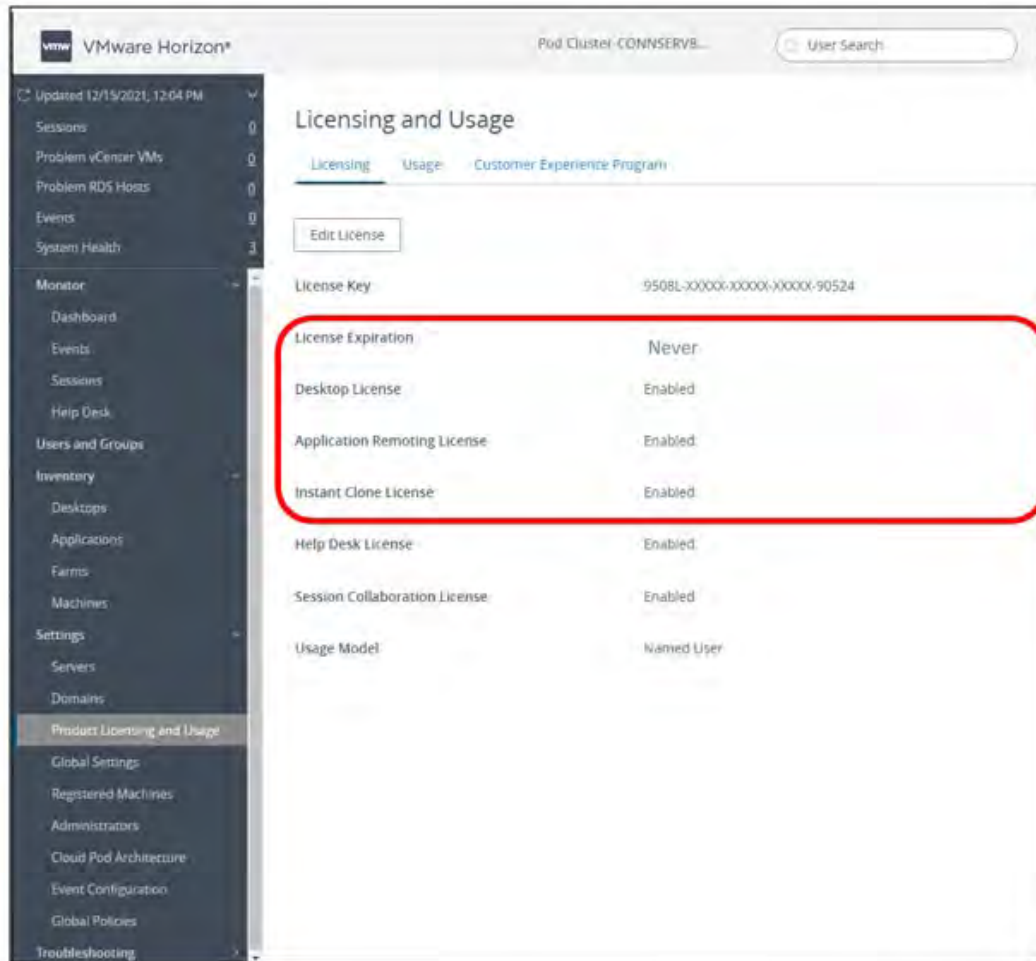 vmw VMware Horizon®
Pod Cluster-CONNSERVB...
User Search
Updated 12/15/2021, 12:04 PM
Sessions 0
Problem vCenter VMs 0
Problem RDS Hosts 0
Events 0
System Health 3
Monitor
Dashboard
Events
Sessions
Help Desk
Users and Groups
Inventory
Desktops
Applications
Farms
Machines
Settings
Servers
Domains
Product Licensing and Usage
Global Settings
Registered Machines
Administrators
Cloud Pod Architecture
Event Configuration
Global Policies
Troubleshooting
Licensing and Usage
Licensing Usage Customer Experience Program
Edit License
License Key 9508L-XXXXX-XXXXX-XXXXX-90524
License Expiration Never
Desktop License Enabled
Application Remoting License Enabled
Instant Clone License Enabled
Help Desk License Enabled
Session Collaboration License Enabled
Usage Model Named User